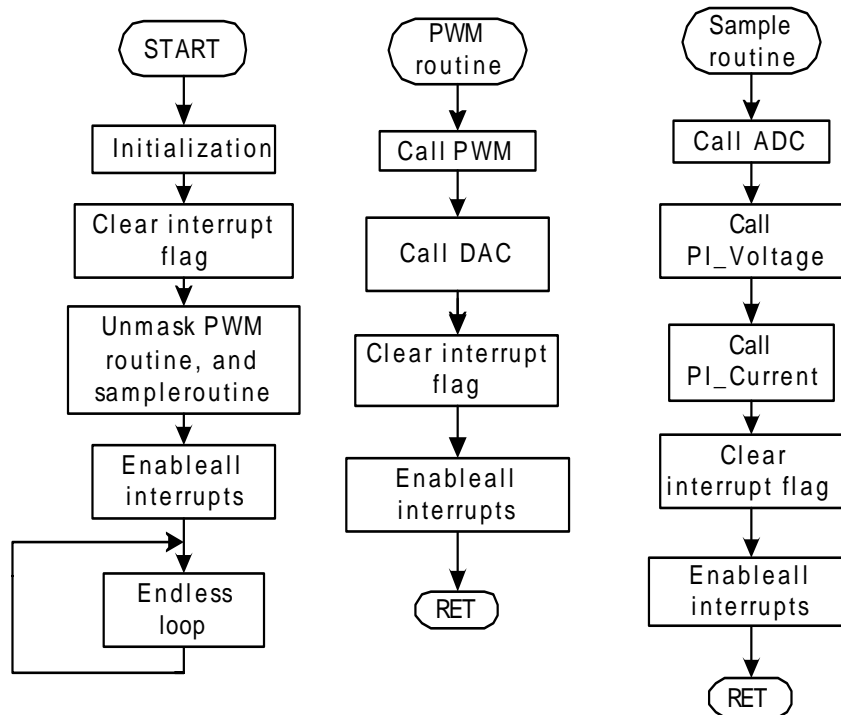 START
Initialization
Clear interrupt
flag
Unmask PWM
routine, and
sampleroutine
Enableall
interrupts
Endless
loop
PWM
routine
Call PWM
Call DAC
Clear interrupt
flag
Enableall
interrupts
RET
Sample
routine
Call ADC
Call
PI_Voltage
Call
PI_Current
Clear
interrupt flag
Enableall
interrupts
RET